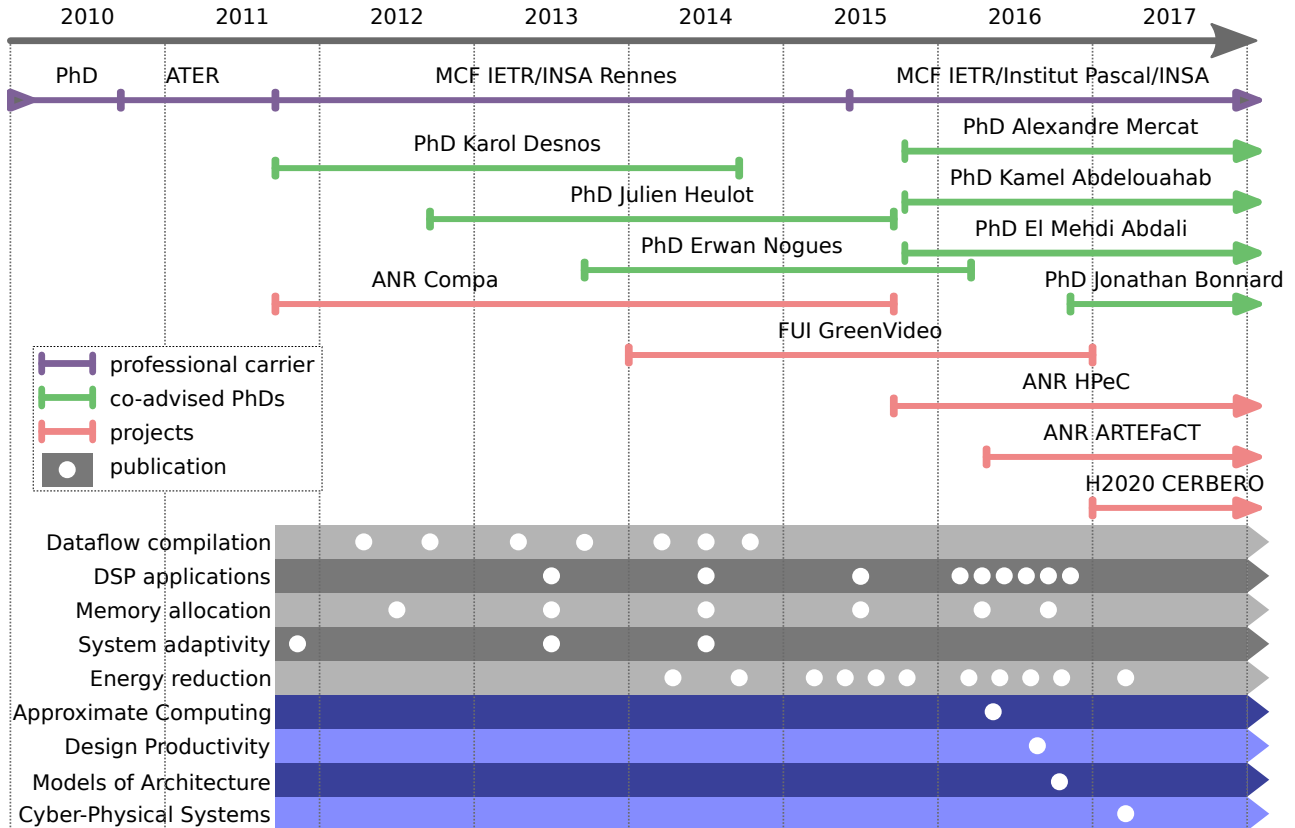 2010 2011 2012 2013 2014 2015 2016 2017
PhD ATER MCF IETR/INSA Rennes MCF IETR/Institut Pascal/INSA
PhD Alexandre Mercat
PhD Karol Desnos
PhD Kamel Abdelouahab
PhD Julien Heulot
PhD El Mehdi Abdali
PhD Erwan Nogues
ANR Compa PhD Jonathan Bonnard
FUI GreenVideo
professional carrier
ANR HPeC
co-advised PhDs
projects ANR ARTEFaCT
publication
H2020 CERBERO
Dataflow compilation
DSP applications
Memory allocation
System adaptivity
Energy reduction
Approximate Computing
Design Productivity
Models of Architecture
Cyber-Physical Systems